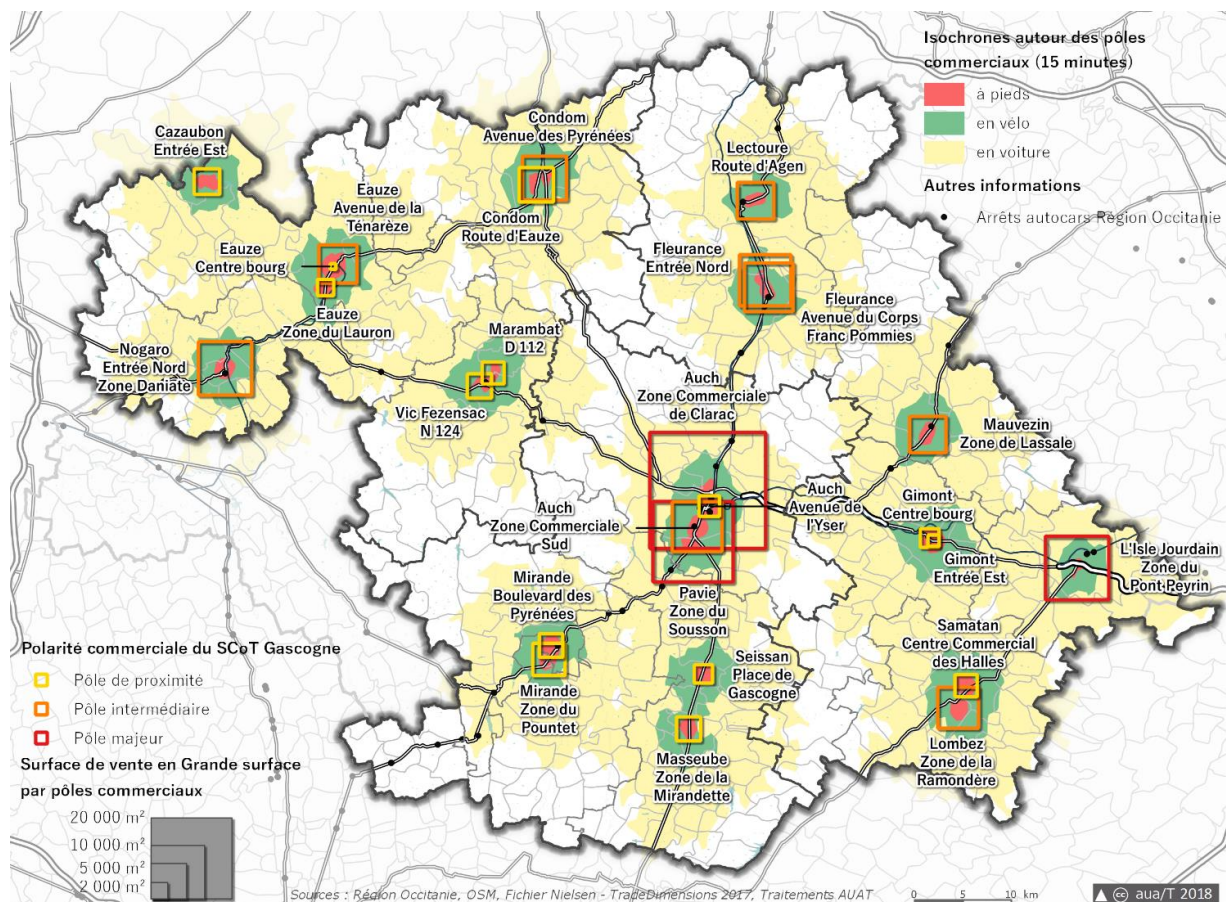 Isochrones autour des pôles
commerciaux (15 minutes)
à pieds
en vélo
en voiture
Autres informations
Arrêts autocars Région Occitanie
Cazaubon
Entrée Est
Condom
Avenue des Pyrénées
Lectoure
Route d'Agen
Eauze
Avenue de la
Ténarèze
Condom
Route d'Eauze
Eauze
Centre bourg
Fleurance
Entrée Nord
Fleurance
Avenue du Corps
Franc Pommies
Eauze
Zone du Lauron
Marambat
D 112
Nogaro
Entrée Nord
Zone Daniate
Auch
Zone Commerciale
de Clarac
Vic Fezensac
N 124
Mauvezin
Zone de Lassale
Auch
Avenue de
l'Yser
Gimont
Centre bourg
Auch
Zone Commerciale
Sud
Gimont
Entrée Est
L'Isle Jourdain
Zone du
Pont Peyrin
Mirande
Boulevard des
Pyrénées
Pavie
Zone du
Sousson
Samatan
Centre Commercial
des Halles
Seissan
Place de
Gascogne
Mirande
Zone du
Pountet
Masseube
Zone de la
Mirandette
Lombez
Zone de la
Ramondère
Polarité commerciale du SCoT Gascogne
Pôle de proximité
Pôle intermédiaire
Pôle majeur
Surface de vente en Grande surface
par pôles commerciaux
20 000 m²
10 000 m²
5 000 m²
2 000 m²
Sources : Région Occitanie, OSM, Fichier Nielsen - TradeDimensions 2017, Traitements AUAT
0 5 10 km
cc aua/T 2018